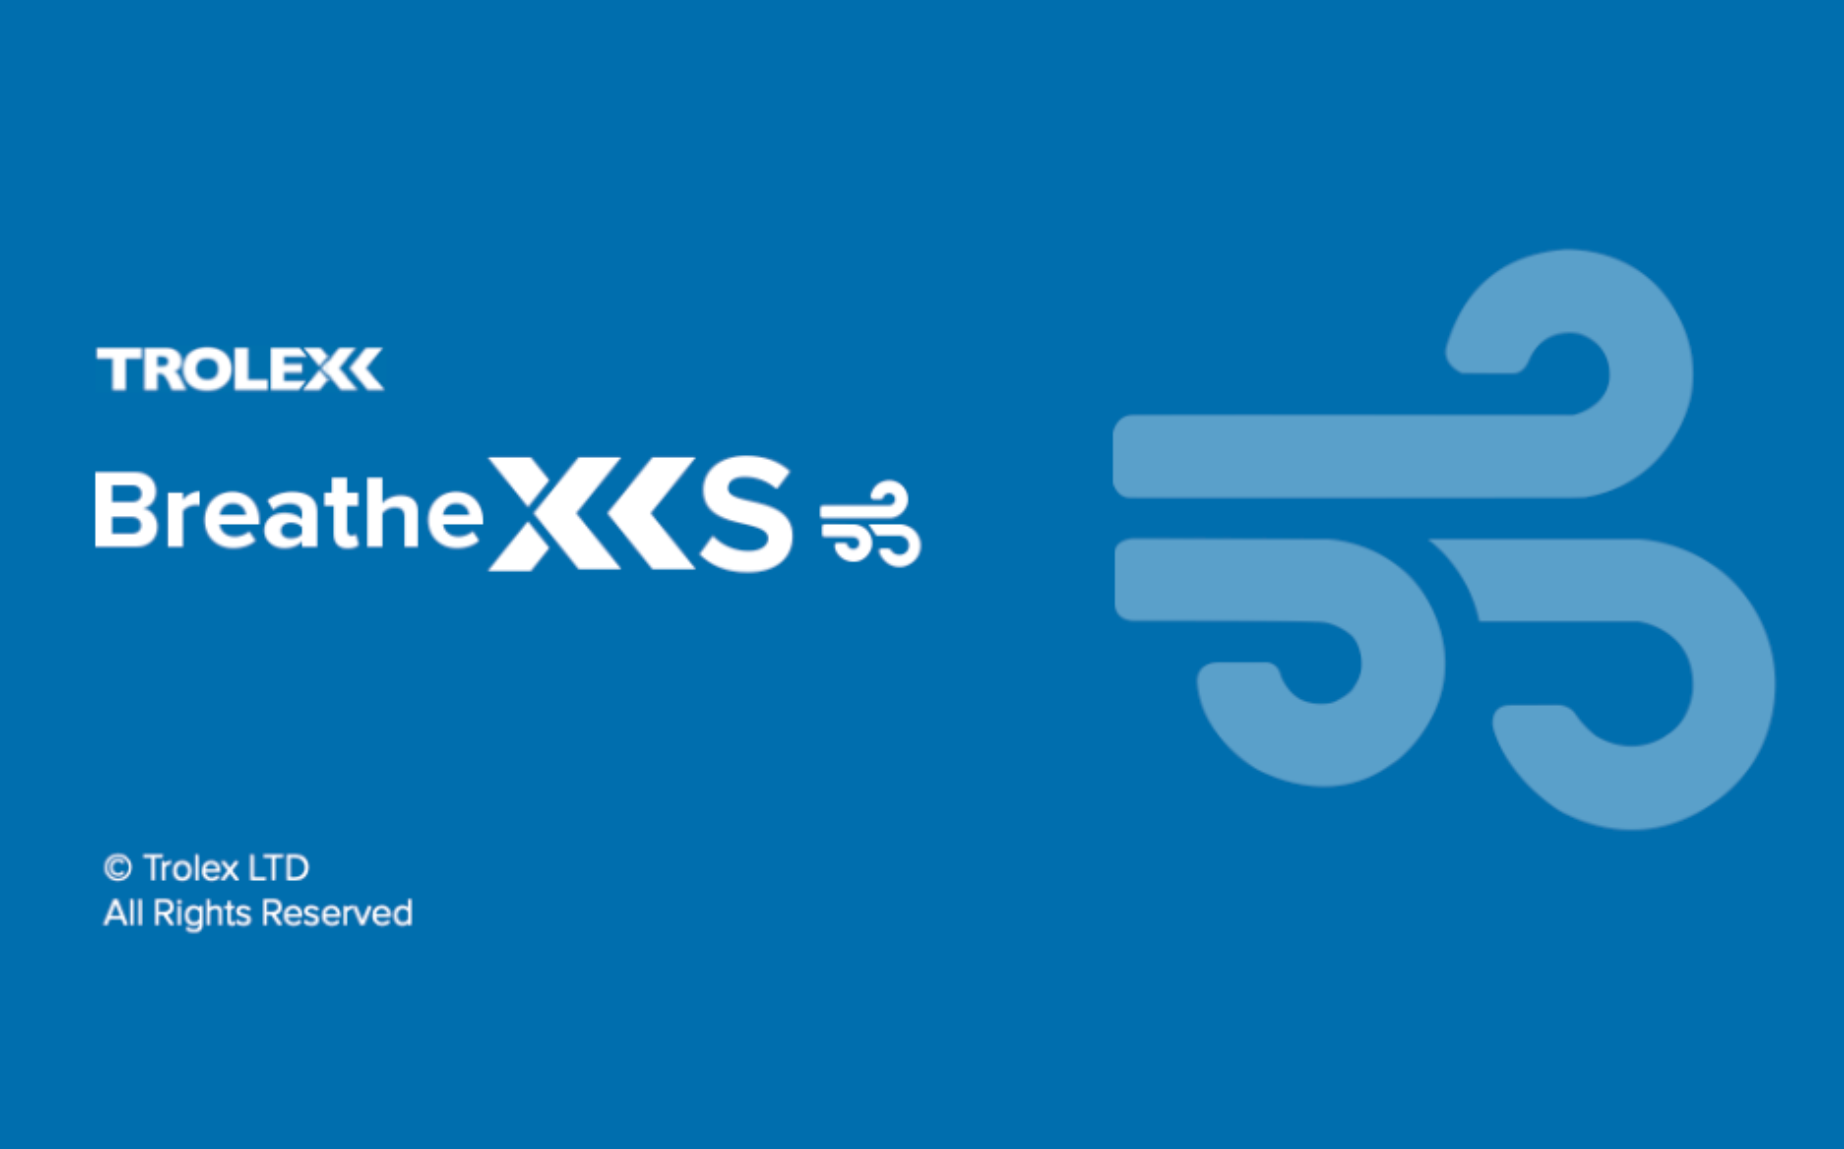 TROLEX
BreatheXS
© Trolex LTD
All Rights Reserved